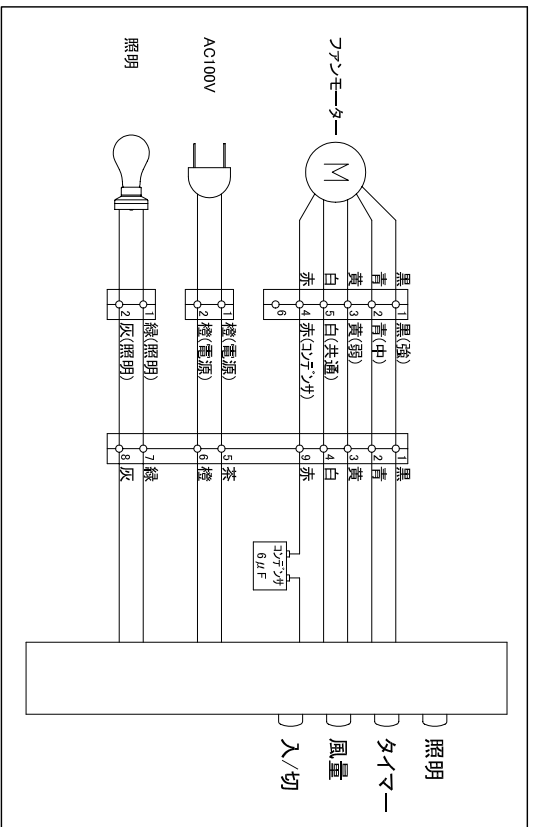 ファンモーター
AC100V
照明
M
黒
青
黄
白
赤
1
2
3
5
4
6
黒(強)
青(中)
黄(弱)
白(共通)
赤(コンデンサ)
1
2
橙(電源)
橙(電源)
1
2
緑(照明)
灰(照明)
1
2
3
4
9
5
6
7
8
黒
青
黄
白
赤
茶
橙
緑
灰
コンデンサ
6μF
照明
タイマー
風量
入/切